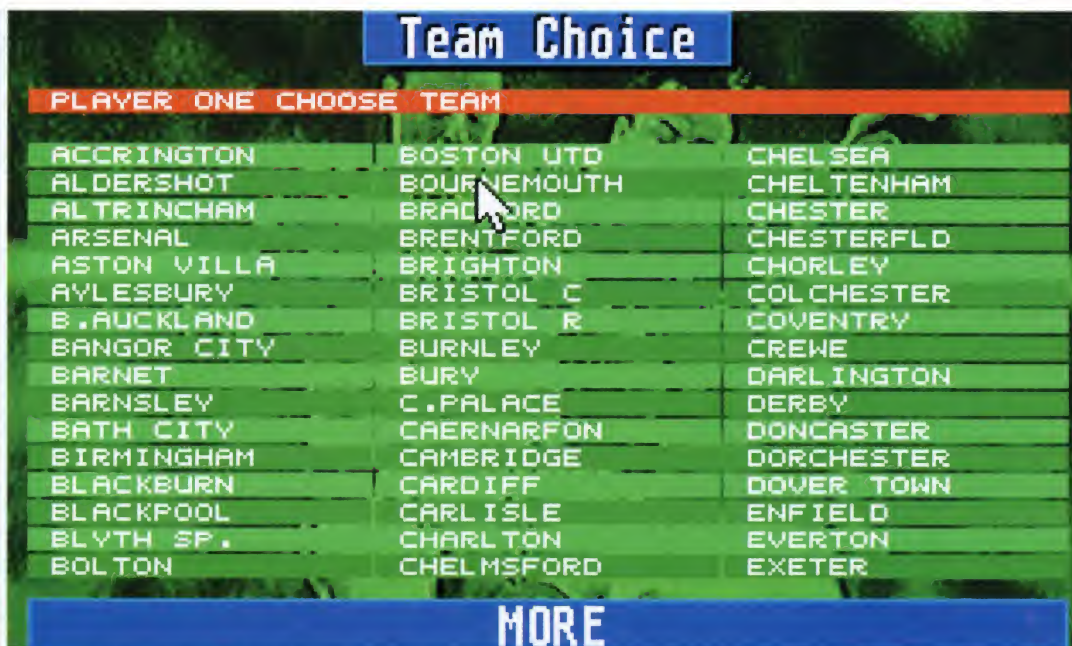 Team Choice
PLAYER ONE CHOOSE TEAM
ACCRINGTON
ALDERSHOT
ALTRINCHAM
ARSENAL
ASTON VILLA
AYLESBURY
B.AUCKLAND
BANGOR CITY
BARNET
BARNSLEY
BATH CITY
BIRMINGHAM
BLACKBURN
BLACKPOOL
BLYTH SP.
BOLTON
BOSTON UTD
BOURNEMOUTH
BRADFORD
BRENTFORD
BRIGHTON
BRISTOL C
BRISTOL R
BURNLEY
BURY
C.PALACE
CAERNARFON
CAMBRIDGE
CARDIFF
CARLISLE
CHARLTON
CHELMSFORD
CHELSEA
CHELTENHAM
CHESTER
CHESTERFLD
CHORLEY
COLCHESTER
COVENTRY
CREWE
DARLINGTON
DERBY
DONCASTER
DORCHESTER
DOVER TOWN
ENFIELD
EVERTON
EXETER
MORE